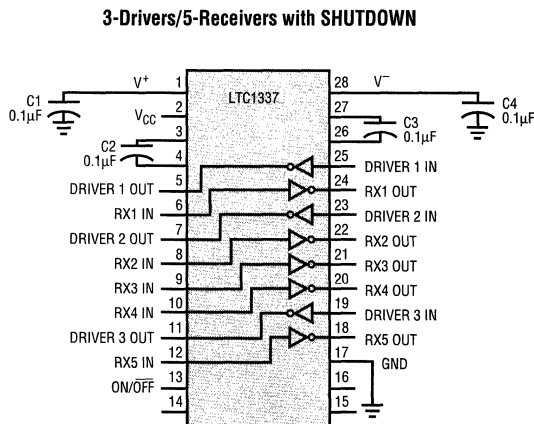 3-Drivers/5-Receivers with SHUTDOWN
LTC1337
C1
0.1µF
V+
1
28
V−
C4
0.1µF
VCC
2
27
C3
0.1µF
3
26
C2
0.1µF
4
25
DRIVER 1 IN
DRIVER 1 OUT
5
24
RX1 OUT
RX1 IN
6
23
DRIVER 2 IN
DRIVER 2 OUT
7
22
RX2 OUT
RX2 IN
8
21
RX3 OUT
RX3 IN
9
20
RX4 OUT
RX4 IN
10
19
DRIVER 3 IN
DRIVER 3 OUT
11
18
RX5 OUT
RX5 IN
12
17
GND
ON/OFF
13
16
14
15